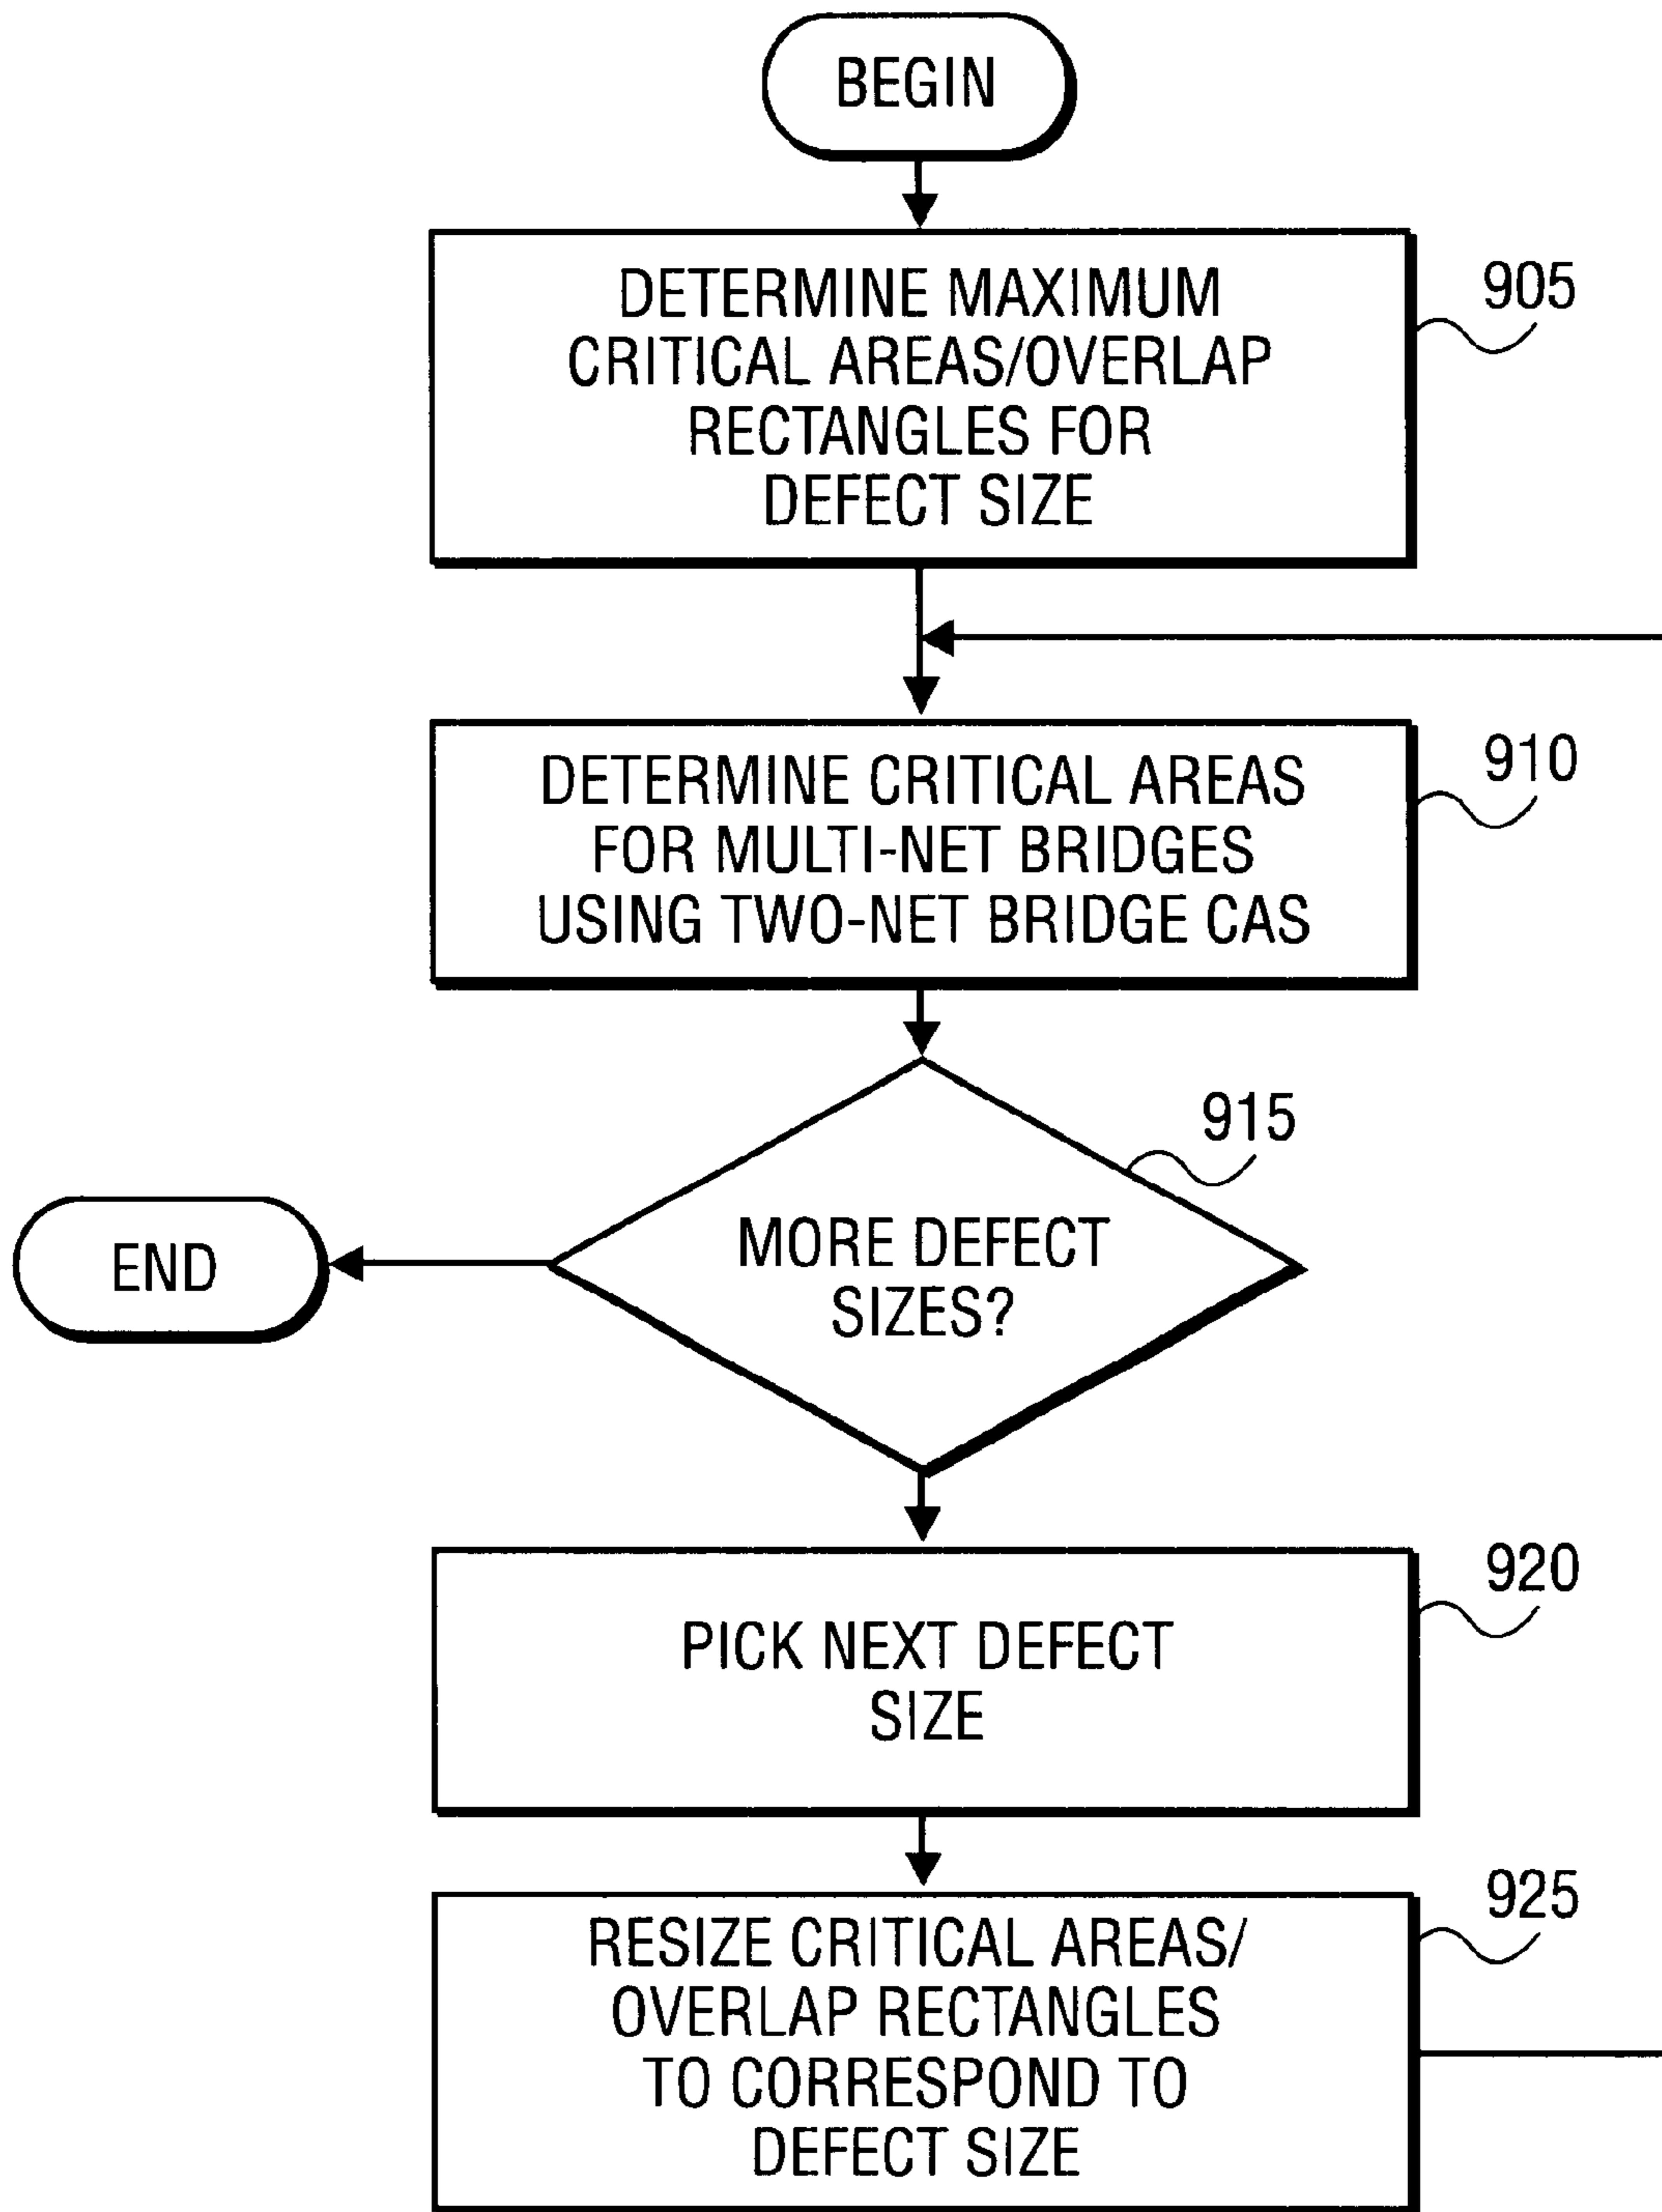 BEGIN
DETERMINE MAXIMUM
CRITICAL AREAS/OVERLAP
RECTANGLES FOR
DEFECT SIZE
905
DETERMINE CRITICAL AREAS
FOR MULTI-NET BRIDGES
USING TWO-NET BRIDGE CAS
910
915
MORE DEFECT
SIZES?
END
PICK NEXT DEFECT
SIZE
920
RESIZE CRITICAL AREAS/
OVERLAP RECTANGLES
TO CORRESPOND TO
DEFECT SIZE
925